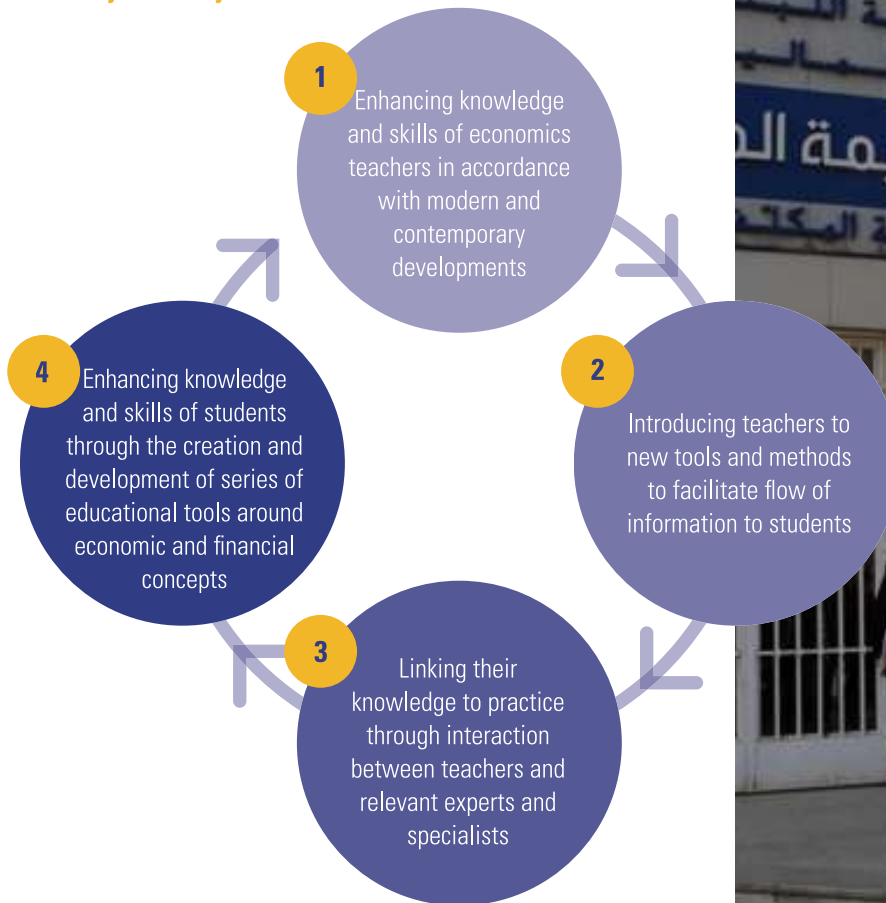 1
Enhancing knowledge
and skills of economics
teachers in accordance
with modern and
contemporary
developments
2
Introducing teachers to
new tools and methods
to facilitate flow of
information to students
3
Linking their
knowledge to practice
through interaction
between teachers and
relevant experts and
specialists
4
Enhancing knowledge
and skills of students
through the creation and
development of series of
educational tools around
economic and financial
concepts